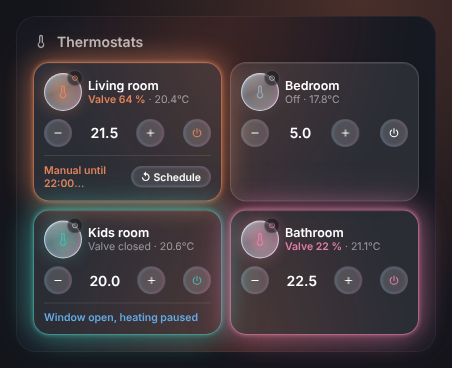 Thermostats
Living room
Valve 64 % · 20.4°C
− 21.5 +
Manual until
22:00...
Schedule
Bedroom
Off · 17.8°C
− 5.0 +
Kids room
Valve closed · 20.6°C
− 20.0 +
Window open, heating paused
Bathroom
Valve 22 % · 21.1°C
− 22.5 +